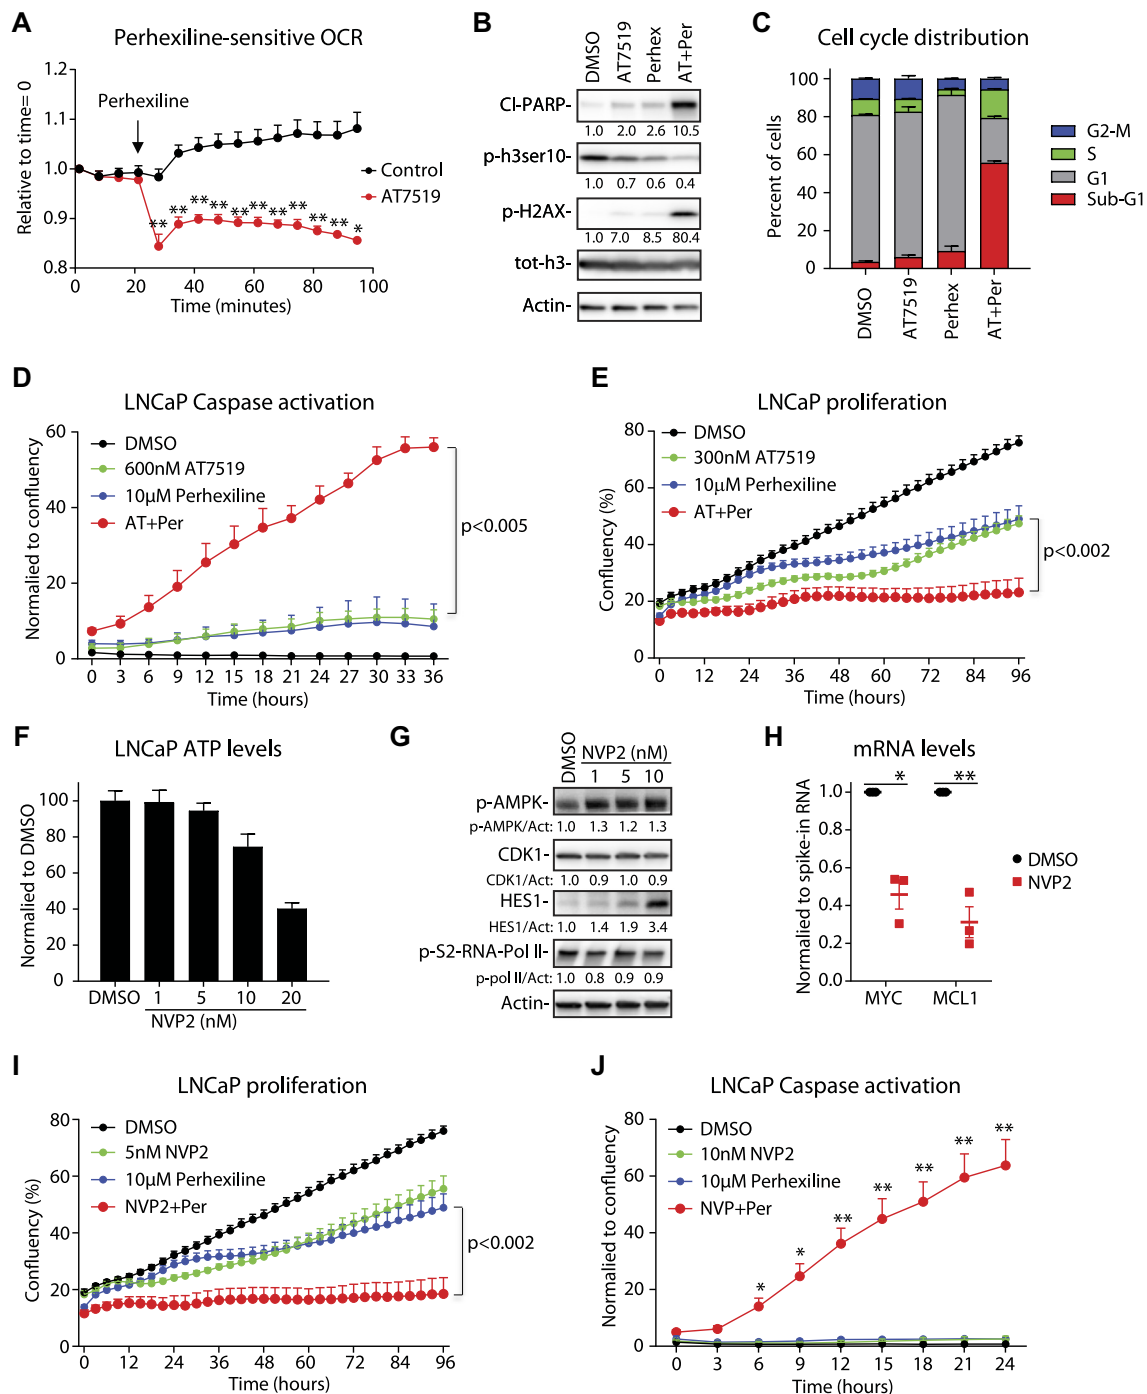 A
Perhexiline-sensitive OCR
Relative to time= 0
1.2
1.1
1.0
0.9
0.8
Perhexiline
Control
AT7519
** ** ** ** ** ** ** ** ** ** *
0 20 40 60 80 100
Time (minutes)
B
DMSO AT7519 Perhex AT+Per
Cl-PARP-
1.0 2.0 2.6 10.5
p-h3ser10-
1.0 0.7 0.6 0.4
p-H2AX-
1.0 7.0 8.5 80.4
tot-h3-
Actin-
C
Cell cycle distribution
Percent of cells
100
80
60
40
20
0
G2-M
S
G1
Sub-G1
DMSO AT7519 Perhex AT+Per
D
LNCaP Caspase activation
Normalied to confluency
60
40
20
0
DMSO
600nM AT7519
10µM Perhexiline
AT+Per
p<0.005
0 3 6 9 12 15 18 21 24 27 30 33 36
Time (hours)
E
LNCaP proliferation
Confluency (%)
80
60
40
20
0
DMSO
300nM AT7519
10µM Perhexiline
AT+Per
p<0.002
0 12 24 36 48 60 72 84 96
Time (hours)
F
LNCaP ATP levels
Normalied to DMSO
100
80
60
40
20
0
DMSO 1 5 10 20
NVP2 (nM)
G
DMSO NVP2 (nM)
1 5 10
p-AMPK-
p-AMPK/Act: 1.0 1.3 1.2 1.3
CDK1-
CDK1/Act: 1.0 0.9 1.0 0.9
HES1-
HES1/Act: 1.0 1.4 1.9 3.4
p-S2-RNA-Pol II-
p-pol II/Act: 1.0 0.8 0.9 0.9
Actin-
H
mRNA levels
Normalied to spike-in RNA
1.0
0.8
0.6
0.4
0.2
0
* **
DMSO
NVP2
MYC MCL1
I
LNCaP proliferation
Confluency (%)
80
60
40
20
0
DMSO
5nM NVP2
10µM Perhexiline
NVP2+Per
p<0.002
0 12 24 36 48 60 72 84 96
Time (hours)
J
LNCaP Caspase activation
Normalied to confluency
80
60
40
20
0
DMSO
10nM NVP2
10µM Perhexiline
NVP+Per
* * ** ** ** ** **
0 3 6 9 12 15 18 21 24
Time (hours)